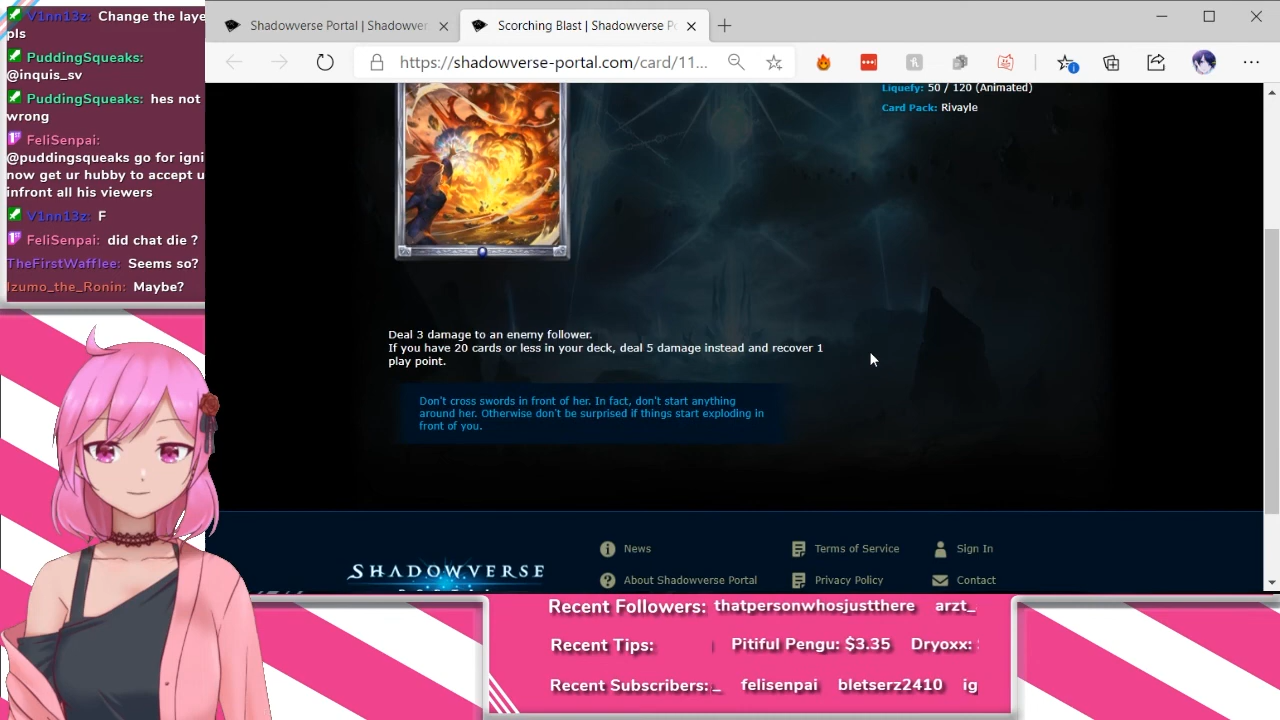 V1nn13z: Change the laye
pls
PuddingSqueaks:
@inquis_sv
PuddingSqueaks: hes not
wrong
FeliSenpai:
@puddingsqueaks go for igni
now get ur hubby to accept u
infront all his viewers
V1nn13z: F
FeliSenpai: did chat die ?
TheFirstWafflee: Seems so?
Izumo_the_Ronin: Maybe?
Shadowverse Portal | Shadowver
Scorching Blast | Shadowverse Po
https://shadowverse-portal.com/card/11...
Liquefy: 50 / 120 (Animated)
Card Pack: Rivayle
Deal 3 damage to an enemy follower.
If you have 20 cards or less in your deck, deal 5 damage instead and recover 1
play point.
Don't cross swords in front of her. In fact, don't start anything
around her. Otherwise don't be surprised if things start exploding in
front of you.
SHADOWVERSE
News
Terms of Service
Sign In
About Shadowverse Portal
Privacy Policy
Contact
Recent Followers: thatpersonwhosjustthere arzt_
Recent Tips: Pitiful Pengu: $3.35 Dryoxx:
Recent Subscribers: _ felisenpai bletserz2410 ig